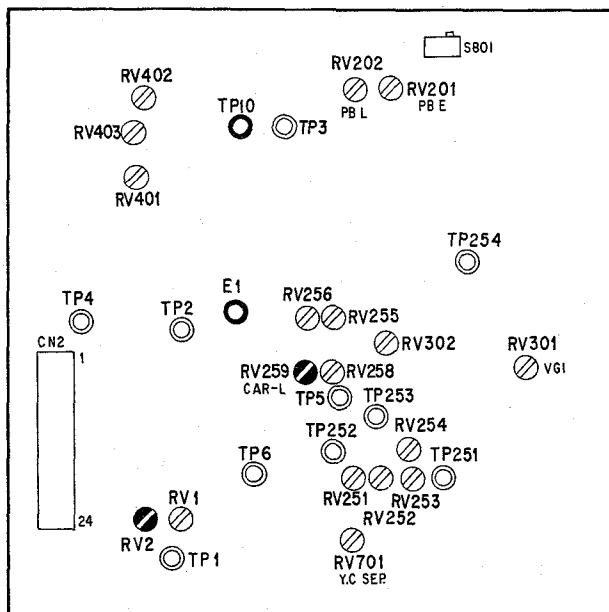 S801
RV402
RV202
RV201
PB L
PB E
TP10
TP3
RV403
RV401
TP254
TP4
TP2
E1
RV256
RV255
CN2
1
RV302
RV301
VG1
RV259
CAR-L
RV258
TP5
TP253
RV254
TP252
TP6
TP251
RV251
RV253
RV252
24
RV1
RV2
TP1
RV701
Y.C SEP.